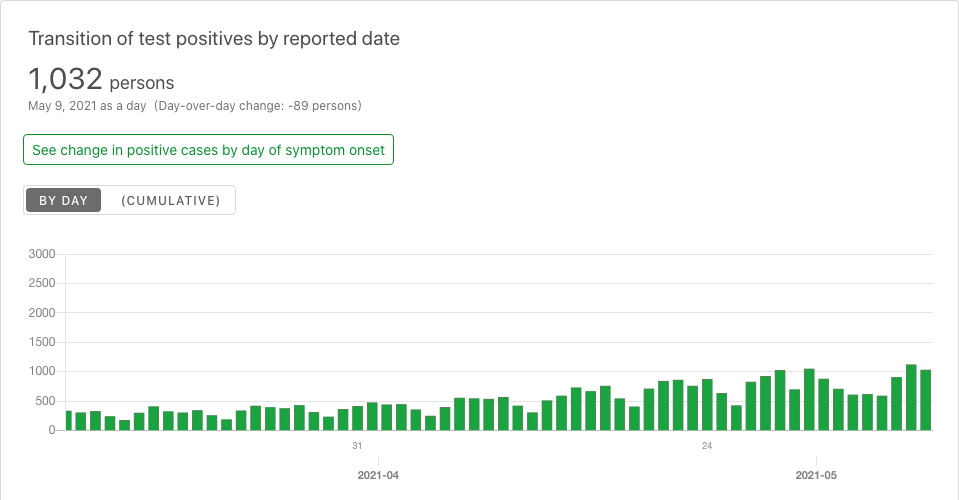 Transition of test positives by reported date
1,032 persons
May 9, 2021 as a day (Day-over-day change: -89 persons)
See change in positive cases by day of symptom onset
BY DAY (CUMULATIVE)
3000
2500
2000
1500
1000
500
0
31 24
2021-04 2021-05